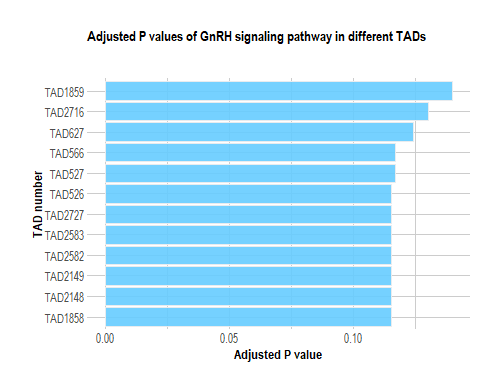 Adjusted P values of GnRH signaling pathway in different TADs
TAD1859
TAD2716
TAD627
TAD566
TAD527
TAD526
TAD2727
TAD2583
TAD2582
TAD2149
TAD2148
TAD1858
TAD number
0.00
0.05
0.10
Adjusted P value